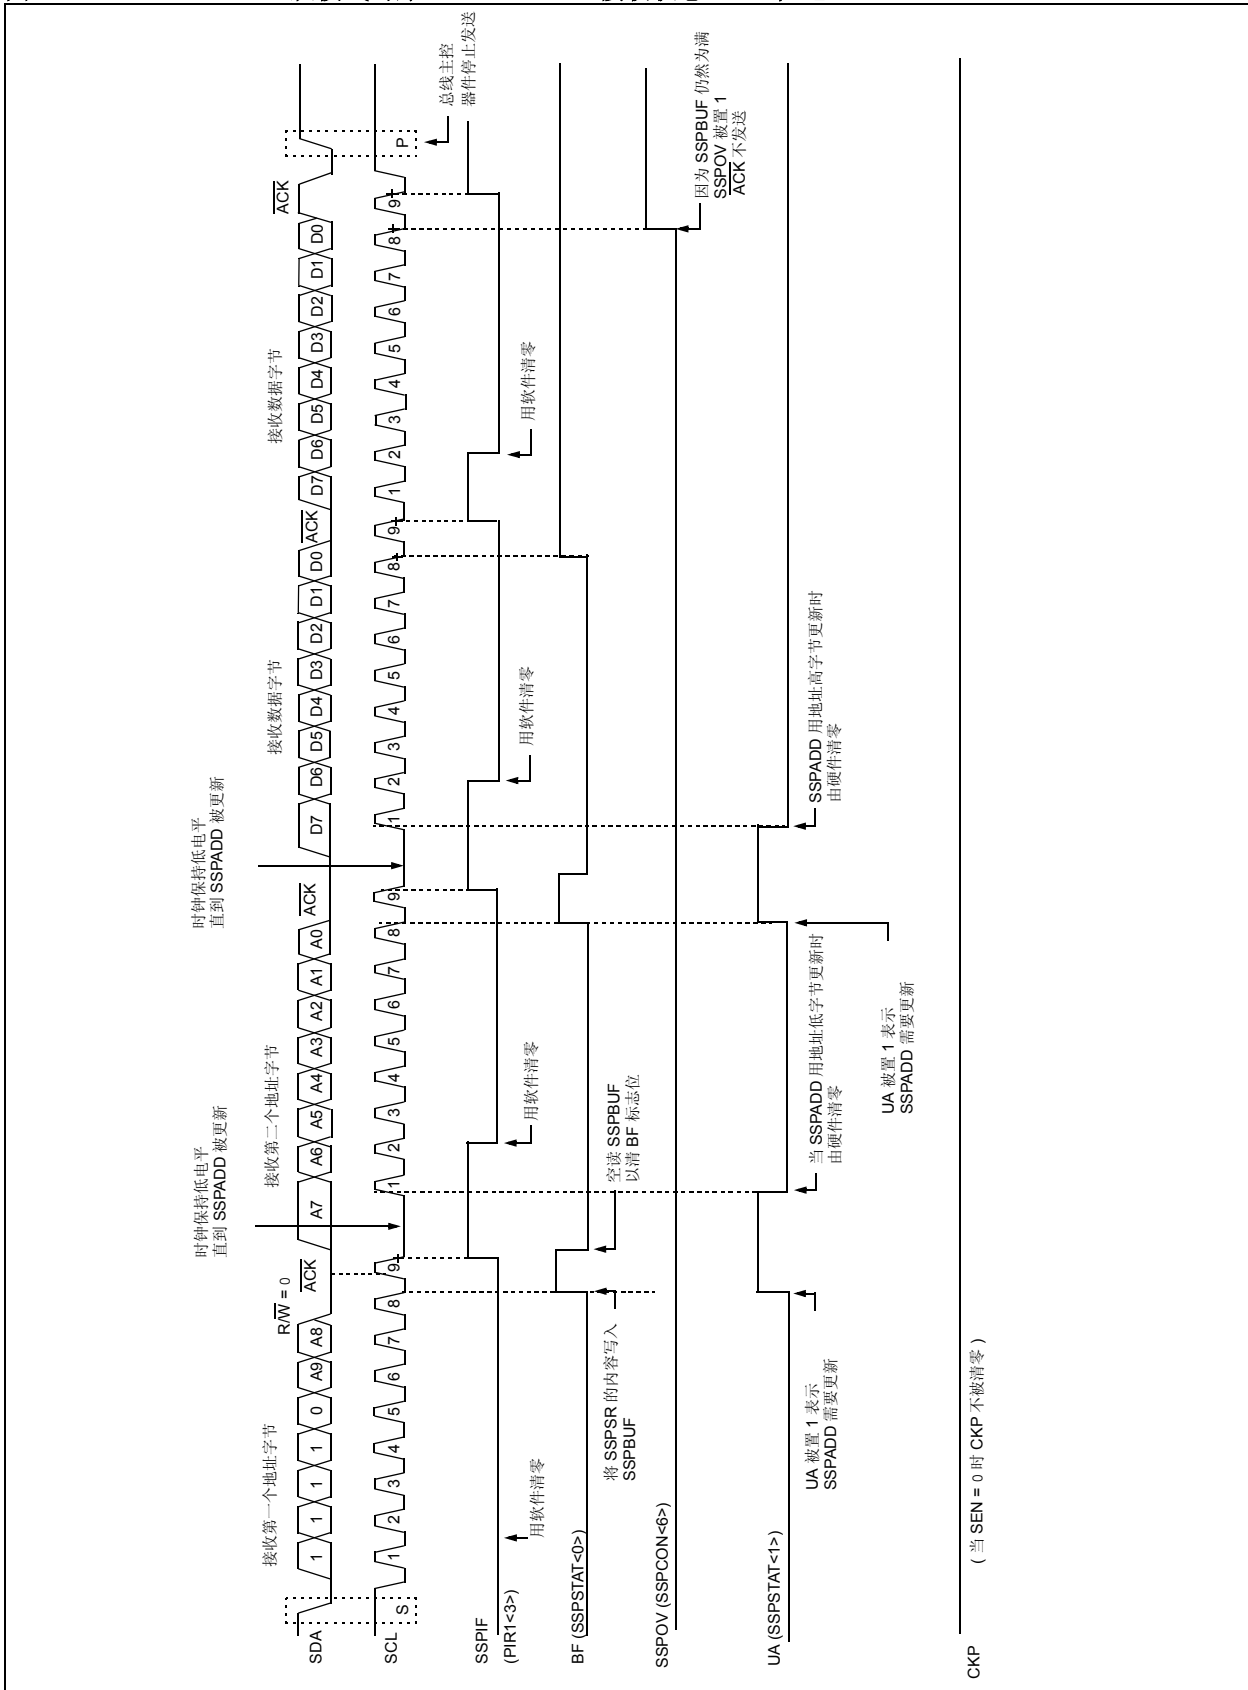 SDA
S
接收第一个地址字节
1 1 1 1 0 A9 A8
R/W = 0
ACK
时钟保持低电平
直到 SSPADD 被更新
接收第二个地址字节
A7 A6 A5 A4 A3 A2 A1 A0
ACK
时钟保持低电平
直到 SSPADD 被更新
接收数据字节
D7 D6 D5 D4 D3 D2 D1 D0
ACK
接收数据字节
D7 D6 D5 D4 D3 D2 D1 D0
ACK
SCL
1 2 3 4 5 6 7 8 9
1 2 3 4 5 6 7 8 9
1 2 3 4 5 6 7 8 9
1 2 3 4 5 6 7 8 9
P
总线主控
器件停止发送
SSPIF
(PIR1<3>)
用软件清零
用软件清零
用软件清零
用软件清零
BF (SSPSTAT<0>)
将 SSPSR 的内容写入
SSPBUF
空读 SSPBUF
以清 BF 标志位
SSPOV (SSPCON<6>)
因为 SSPBUF 仍然为满
SSPOV 被置 1
ACK 不发送
UA (SSPSTAT<1>)
UA 被置 1 表示
SSPADD 需要更新
当 SSPADD 用地址低字节更新时
由硬件清零
UA 被置 1 表示
SSPADD 需要更新
SSPADD 用地址高字节更新时
由硬件清零
CKP
( 当 SEN = 0 时 CKP 不被清零 )